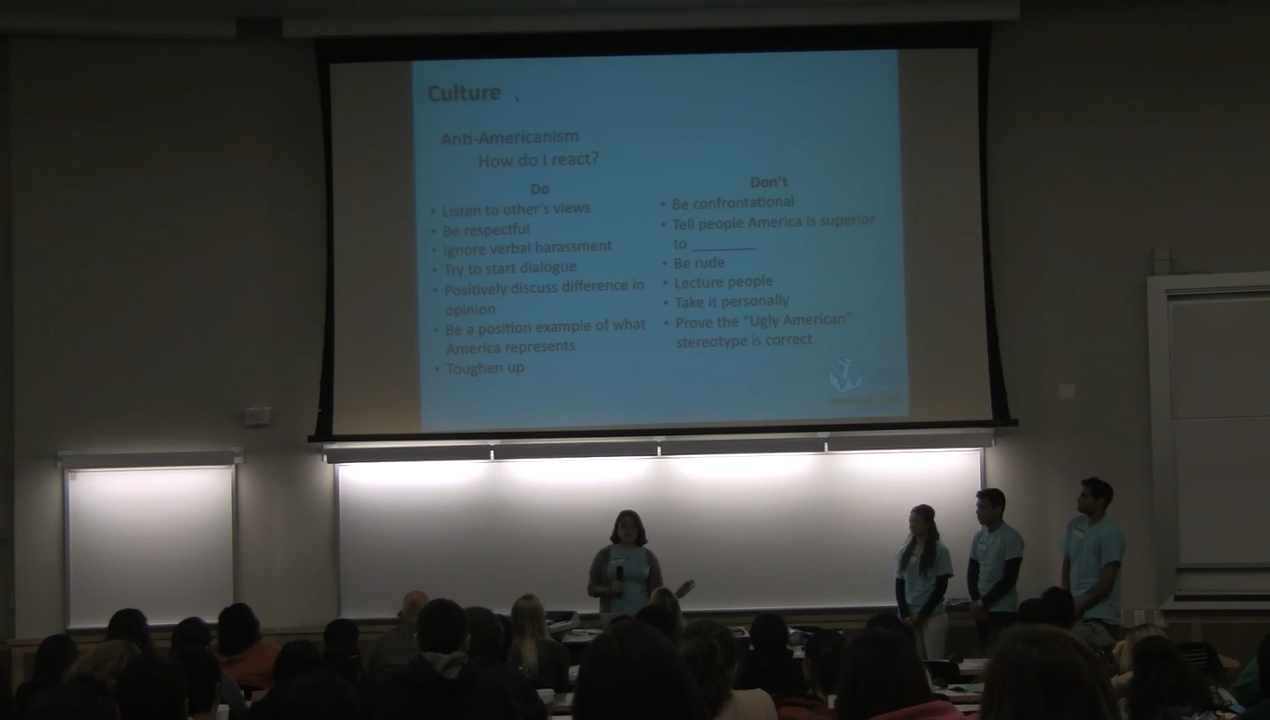 Culture
Anti-Americanism
How do I react?
Do
• Listen to other's views
• Be respectful
• Ignore verbal harassment
• Try to start dialogue
• Positively discuss difference in
opinion
• Be a position example of what
America represents
• Toughen up
Don't
• Be confrontational
• Tell people America is superior
to ________
• Be rude
• Lecture people
• Take it personally
• Prove the "Ugly American"
stereotype is correct